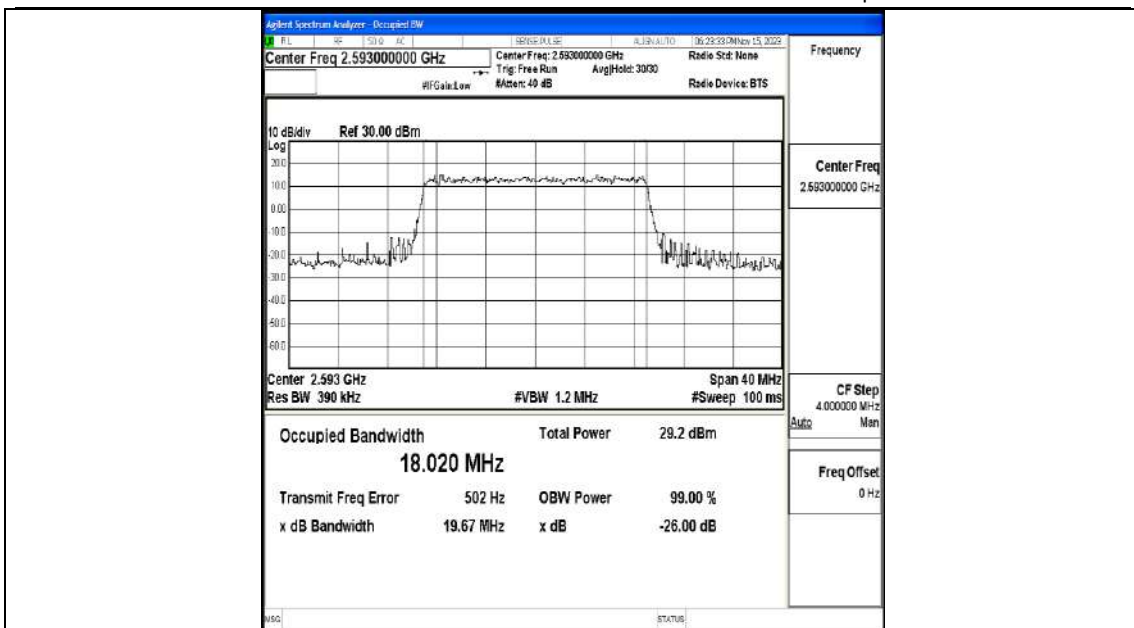 Agilent Spectrum Analyzer - Occupied BW
RL RF 50 Ω AC SENSE:PULSE ALIGN AUTO 06:23:33 PM Nov 15, 2023
Center Freq 2.593000000 GHz
Center Freq: 2.593000000 GHz
Radio Std: None
Trig: Free Run Avg|Hold: 30/30
#IFGain:Low #Atten: 40 dB Radio Device: BTS
Frequency
10 dB/div Ref 30.00 dBm
Log
20.0
10.0
0.00
-10.0
-20.0
-30.0
-40.0
-50.0
-60.0
Center 2.593 GHz Span 40 MHz
Res BW 390 kHz #VBW 1.2 MHz #Sweep 100 ms
Center Freq
2.593000000 GHz
CF Step
4.000000 MHz
Auto Man
Freq Offset
0 Hz
Occupied Bandwidth Total Power 29.2 dBm
18.020 MHz
Transmit Freq Error 502 Hz OBW Power 99.00 %
x dB Bandwidth 19.67 MHz x dB -26.00 dB
MSG STATUS